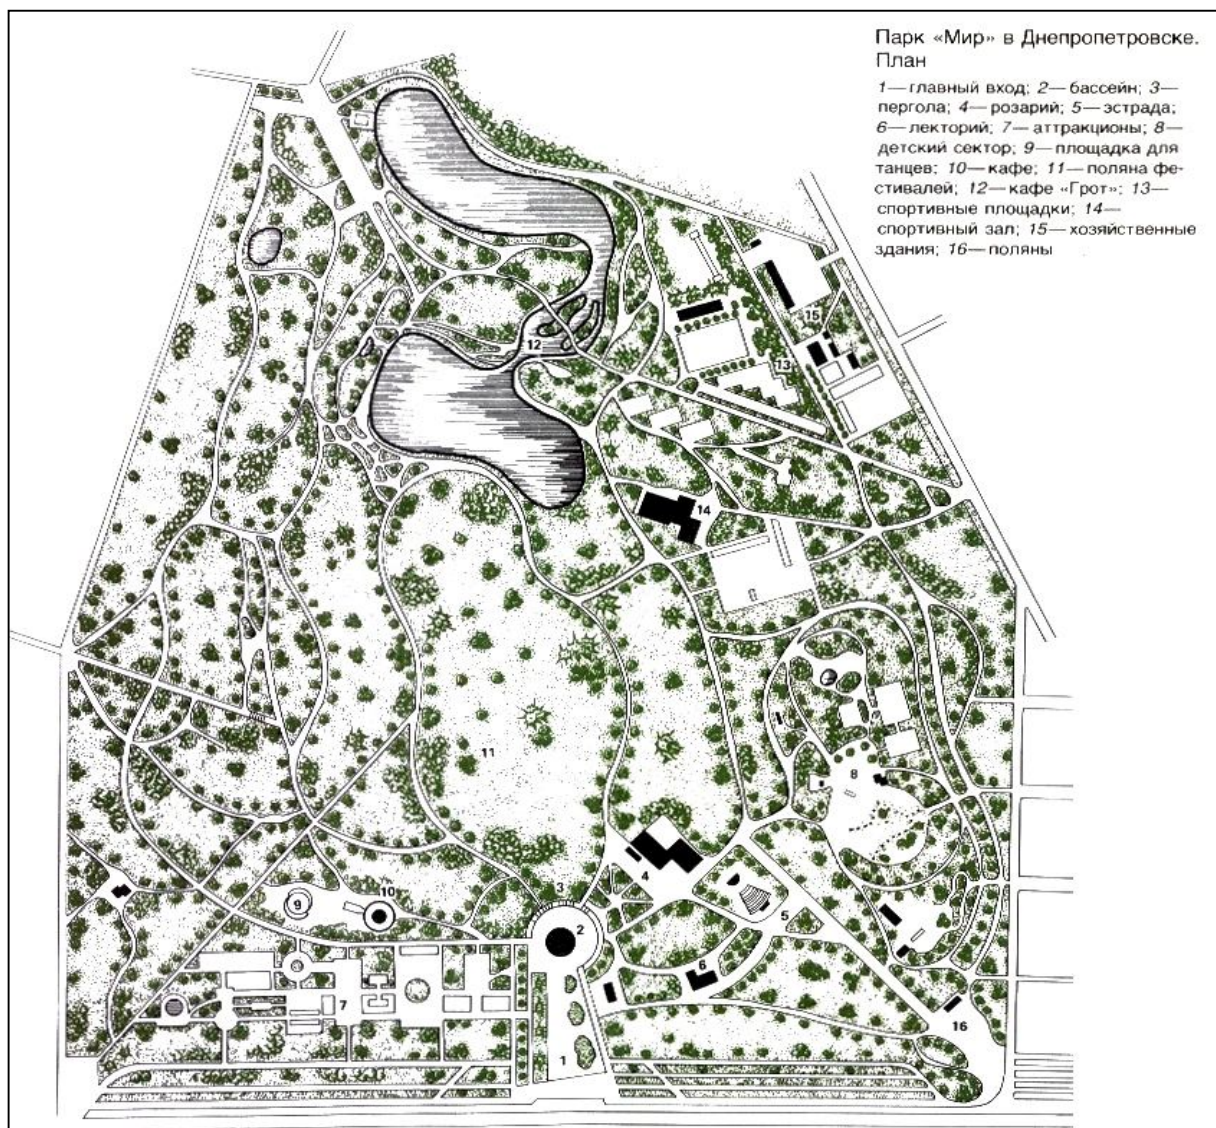 Парк «Мир» в Днепропетровске.
План
1—главный вход; 2—бассейн; 3—
пергола; 4—розарий; 5—эстрада;
6—лекторий; 7—аттракционы; 8—
детский сектор; 9—площадка для
танцев; 10—кафе; 11—поляна фе-
стивалей; 12—кафе «Грот»; 13—
спортивные площадки; 14—
спортивный зал; 15—хозяйственные
здания; 16—поляны
15
12
13
14
11
8
3
10
4
9
5
2
6
7
16
1